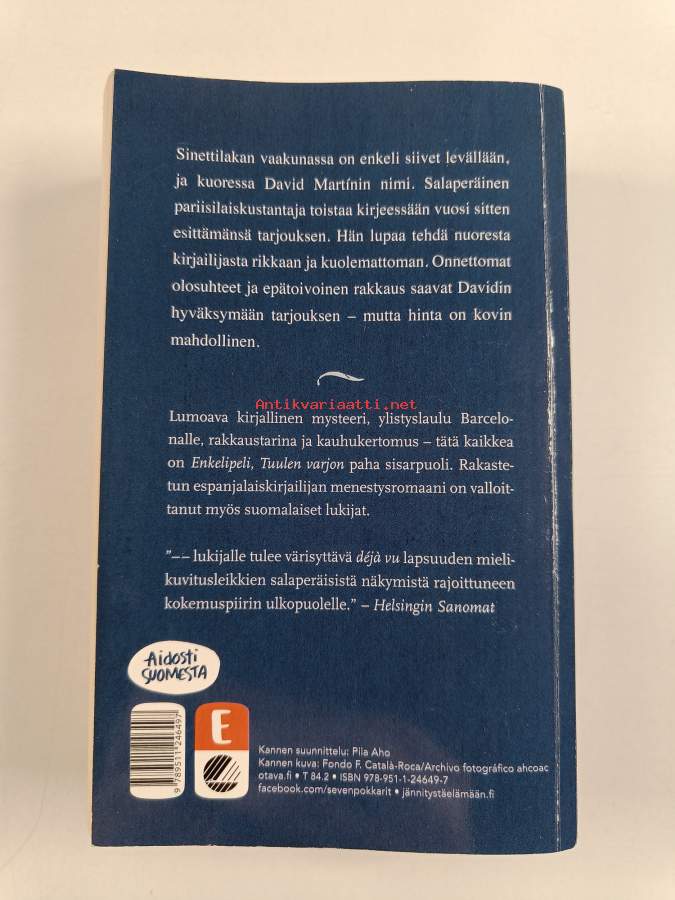 Sinettilakan vaakunassa on enkeli siivet levällään,
ja kuoressa David Martínin nimi. Salaperäinen
pariisilaiskustantaja toistaa kirjeessään vuosi sitten
esittämänsä tarjouksen. Hän lupaa tehdä nuoresta
kirjailijasta rikkaan ja kuolemattoman. Onnettomat
olosuhteet ja epätoivoinen rakkaus saavat Davidin
hyväksymään tarjouksen – mutta hinta on kovin
mahdollinen.
Antikvariaatti.net
Lumoava kirjallinen mysteeri, ylistyslaulu Barcelo-
nalle, rakkaustarina ja kauhukertomus – tätä kaikkea
on Enkelipeli, Tuulen varjon paha sisarpuoli. Rakaste-
tun espanjalaiskirjailijan menestysromaani on valloit-
tanut myös suomalaiset lukijat.
”–– lukijalle tulee värisyttävä déjà vu lapsuuden mieli-
kuvitusleikkien salaperäisistä näkymistä rajoittuneen
kokemuspiirin ulkopuolelle.” – Helsingin Sanomat
Aidosti
SUOMESTA
9 789511 246497
E
Kannen suunnittelu: Piia Aho
Kannen kuva: Fondo F. Català-Roca/Archivo fotográfico ahcoac
otava.fi • T 84.2 • ISBN 978-951-1-24649-7
facebook.com/sevenpokkarit • jännitystäelämään.fi